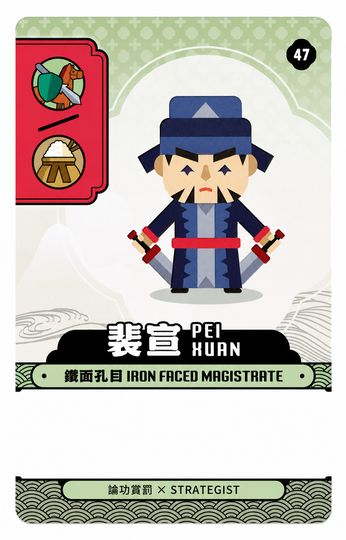 47
裴宣 PEI XUAN
鐵面孔目 IRON FACED MAGISTRATE
論功賞罰 × STRATEGIST